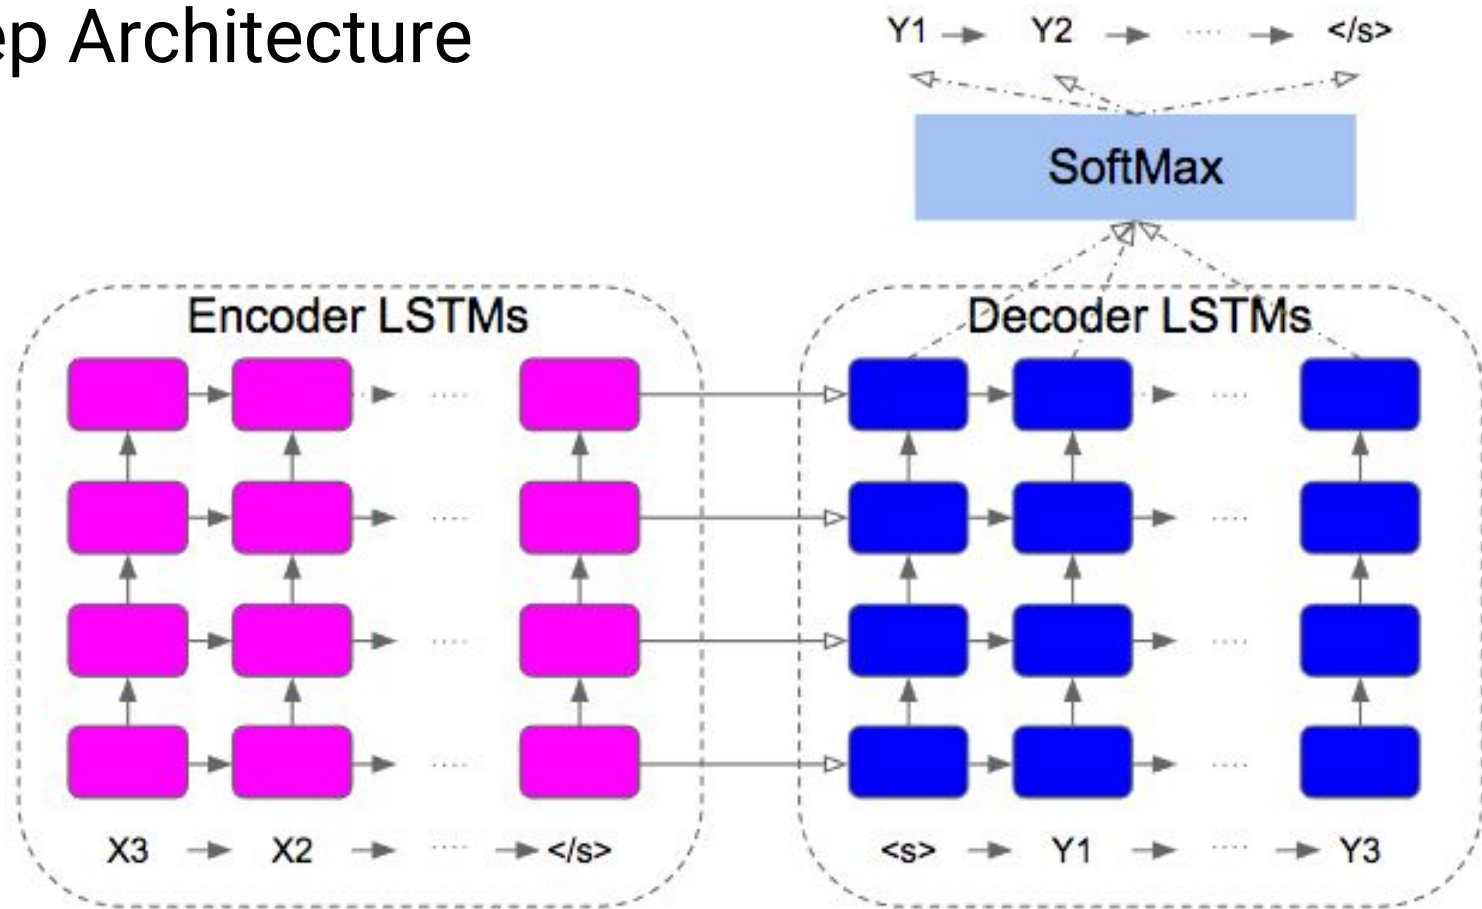 ep Architecture
Y1 Y2 .... </s>
SoftMax
Encoder LSTMs
Decoder LSTMs
....
....
....
....
....
....
....
....
X3 X2 .... </s>
<s> Y1 .... Y3